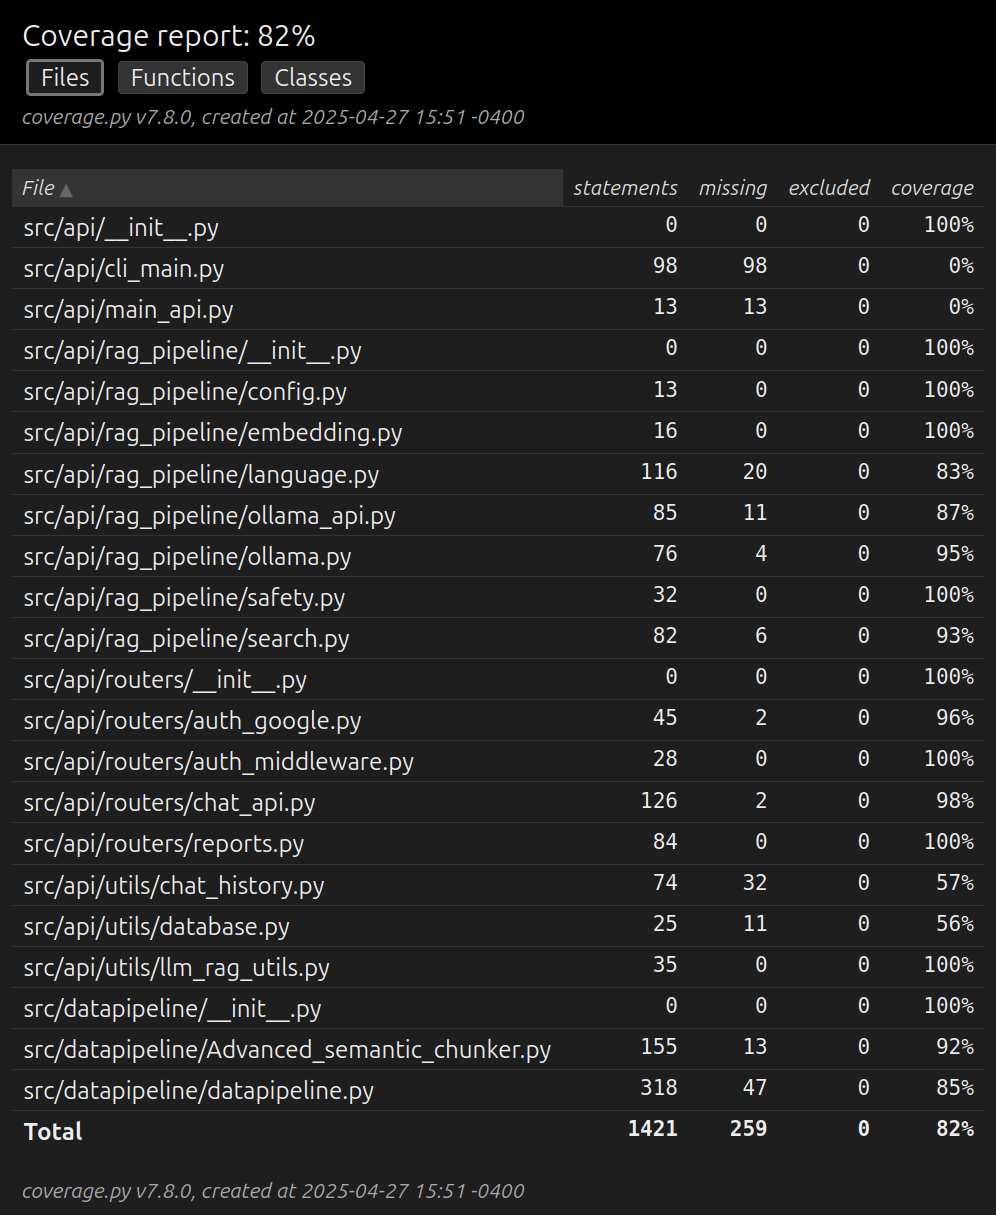 Coverage report: 82%
Files Functions Classes
coverage.py v7.8.0, created at 2025-04-27 15:51 -0400
File ▲ statements missing excluded coverage
src/api/__init__.py 0 0 0 100%
src/api/cli_main.py 98 98 0 0%
src/api/main_api.py 13 13 0 0%
src/api/rag_pipeline/__init__.py 0 0 0 100%
src/api/rag_pipeline/config.py 13 0 0 100%
src/api/rag_pipeline/embedding.py 16 0 0 100%
src/api/rag_pipeline/language.py 116 20 0 83%
src/api/rag_pipeline/ollama_api.py 85 11 0 87%
src/api/rag_pipeline/ollama.py 76 4 0 95%
src/api/rag_pipeline/safety.py 32 0 0 100%
src/api/rag_pipeline/search.py 82 6 0 93%
src/api/routers/__init__.py 0 0 0 100%
src/api/routers/auth_google.py 45 2 0 96%
src/api/routers/auth_middleware.py 28 0 0 100%
src/api/routers/chat_api.py 126 2 0 98%
src/api/routers/reports.py 84 0 0 100%
src/api/utils/chat_history.py 74 32 0 57%
src/api/utils/database.py 25 11 0 56%
src/api/utils/llm_rag_utils.py 35 0 0 100%
src/datapipeline/__init__.py 0 0 0 100%
src/datapipeline/Advanced_semantic_chunker.py 155 13 0 92%
src/datapipeline/datapipeline.py 318 47 0 85%
Total 1421 259 0 82%
coverage.py v7.8.0, created at 2025-04-27 15:51 -0400